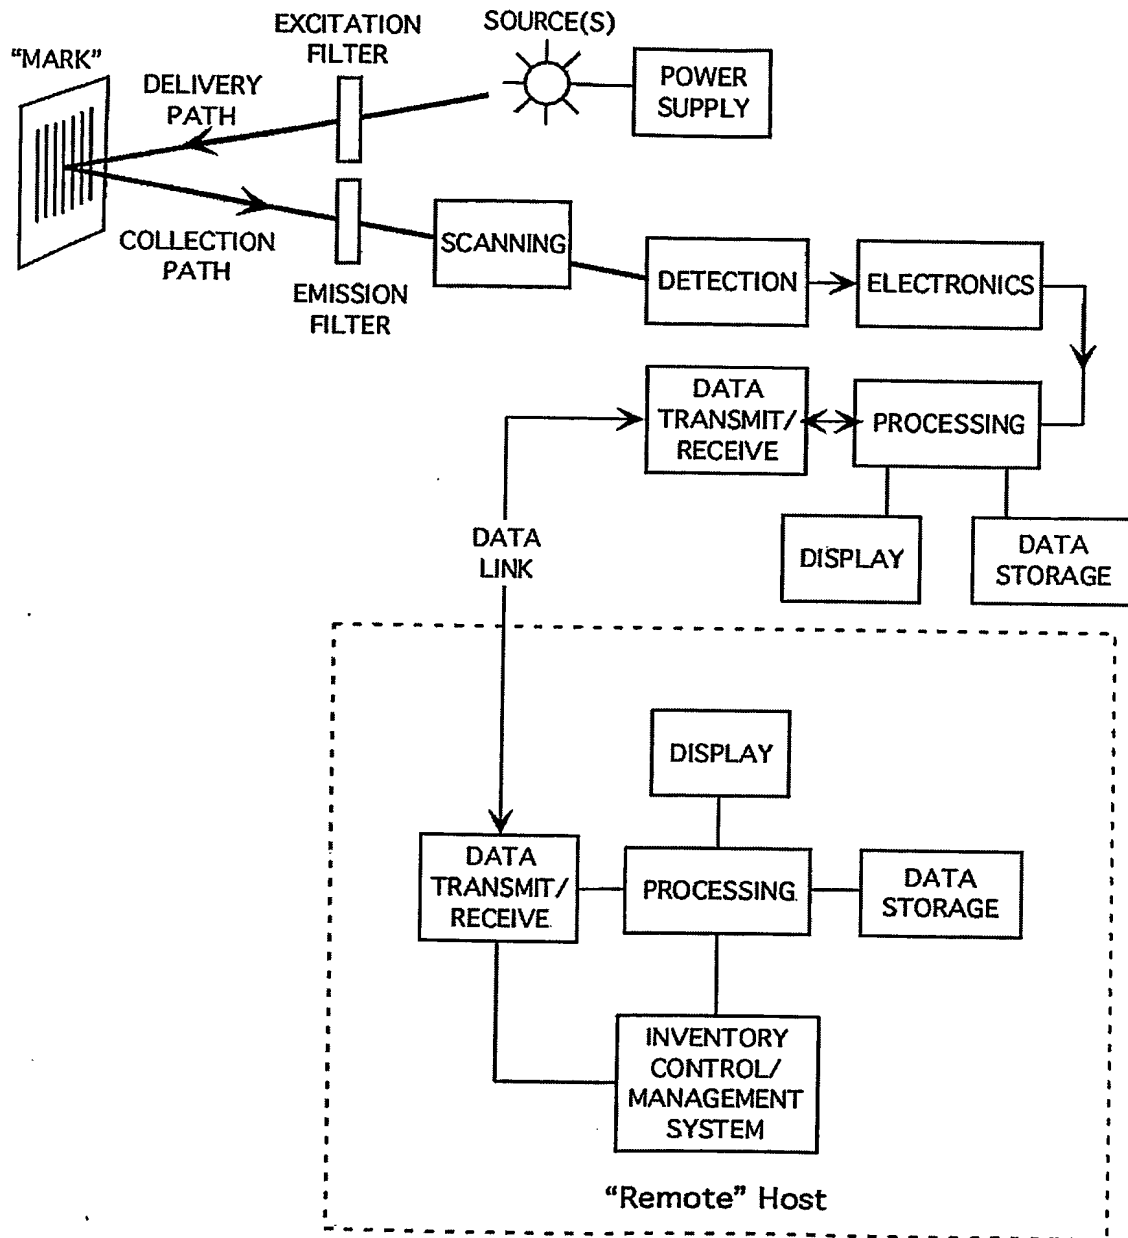 EXCITATION
FILTER
SOURCE(S)
"MARK"
DELIVERY
PATH
POWER
SUPPLY
COLLECTION
PATH
EMISSION
FILTER
SCANNING
DETECTION
ELECTRONICS
DATA
TRANSMIT/
RECEIVE
PROCESSING
DISPLAY
DATA
STORAGE
DATA
LINK
DISPLAY
DATA
TRANSMIT/
RECEIVE
PROCESSING
DATA
STORAGE
INVENTORY
CONTROL/
MANAGEMENT
SYSTEM
"Remote" Host